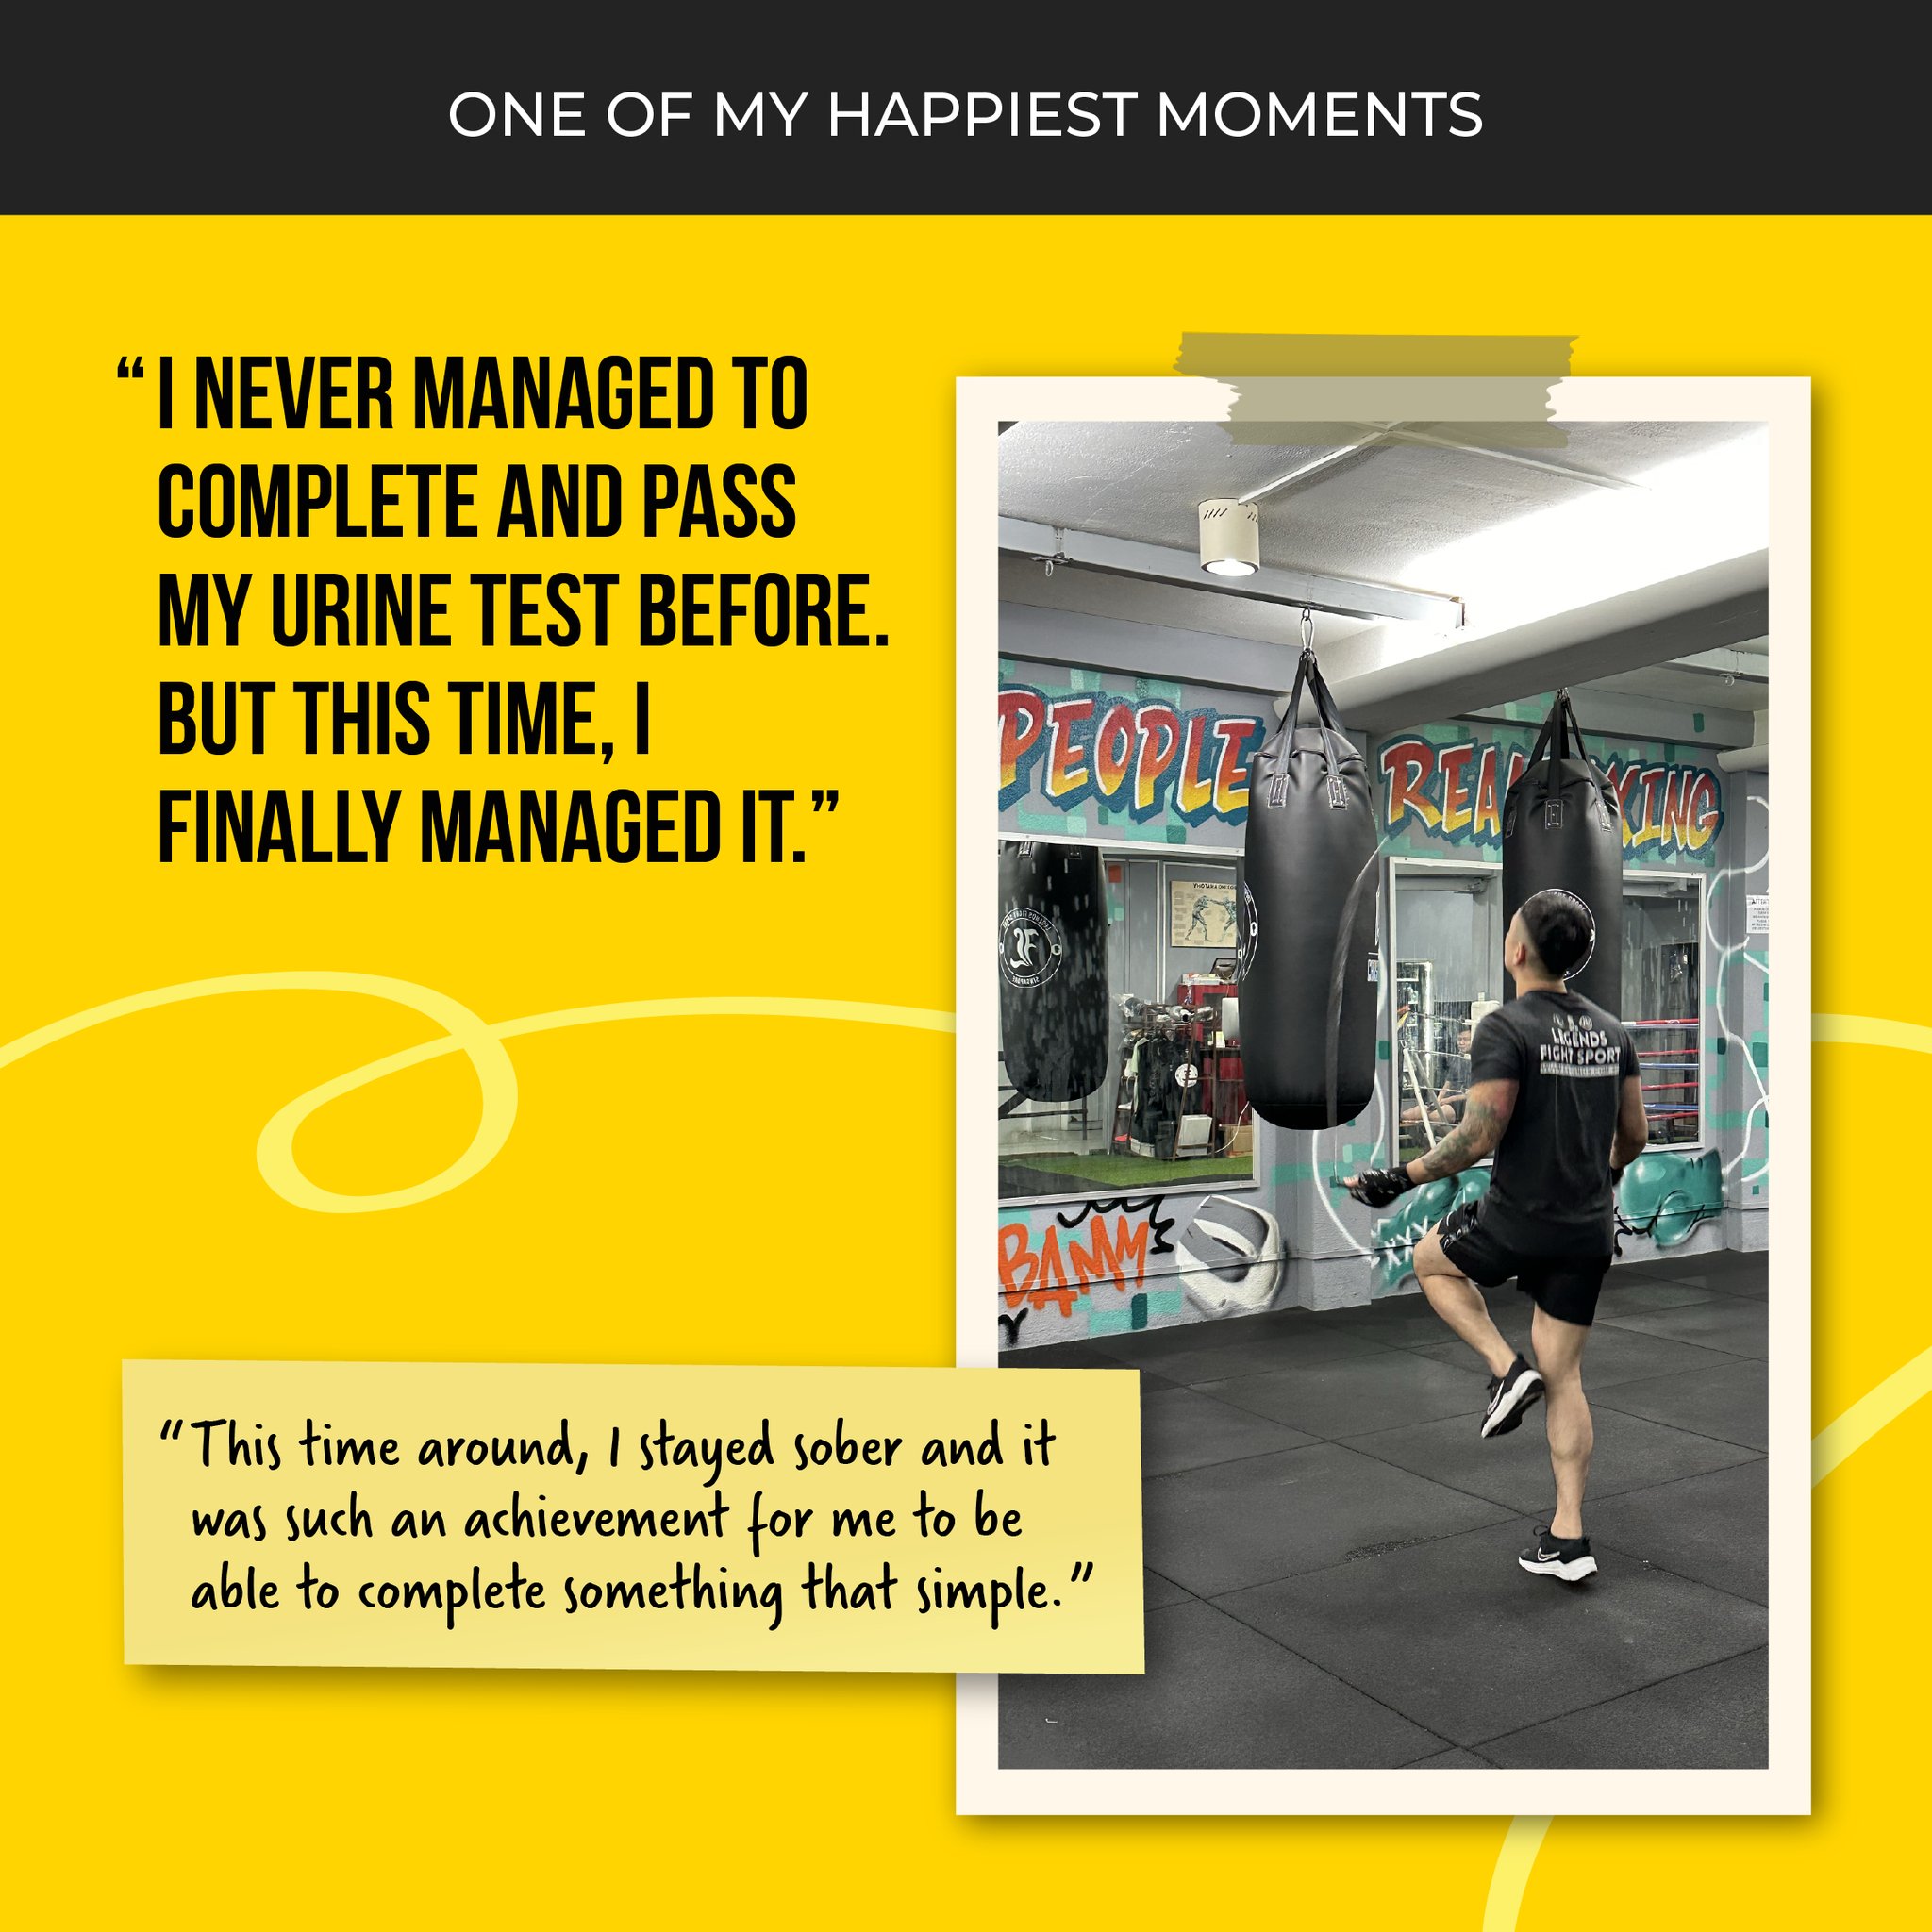 ONE OF MY HAPPIEST MOMENTS
“I NEVER MANAGED TO
COMPLETE AND PASS
MY URINE TEST BEFORE.
BUT THIS TIME, I
FINALLY MANAGED IT.”
PEOPLE
REA
XING
LEGENDS
FIGHT SPORT
BAMM
“This time around, I stayed sober and it
was such an achievement for me to be
able to complete something that simple.”